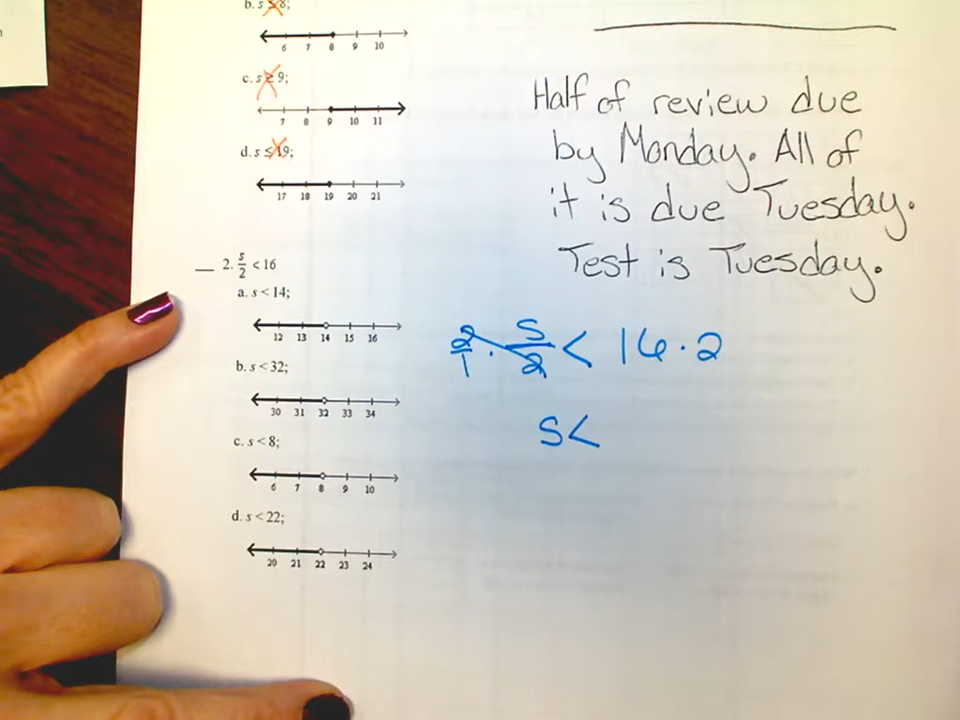 b. s ≤ 8;
6 7 8 9 10
c. s ≥ 9;
7 8 9 10 11
d. s ≤ 19;
17 18 19 20 21
2. s/2 < 16
a. s < 14;
12 13 14 15 16
b. s < 32;
30 31 32 33 34
c. s < 8;
6 7 8 9 10
d. s < 22;
20 21 22 23 24
Half of review due
by Monday. All of
it is due Tuesday.
Test is Tuesday.
2/1 · s/2 < 16 · 2
s <